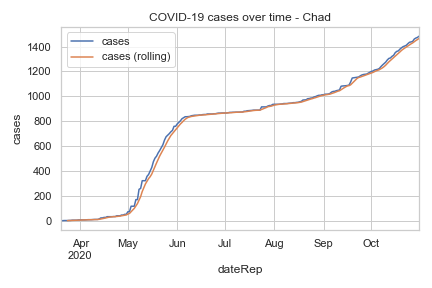 COVID-19 cases over time - Chad
cases
cases (rolling)
1400
1200
1000
800
600
400
200
0
cases
Apr
2020
May
Jun
Jul
Aug
Sep
Oct
dateRep